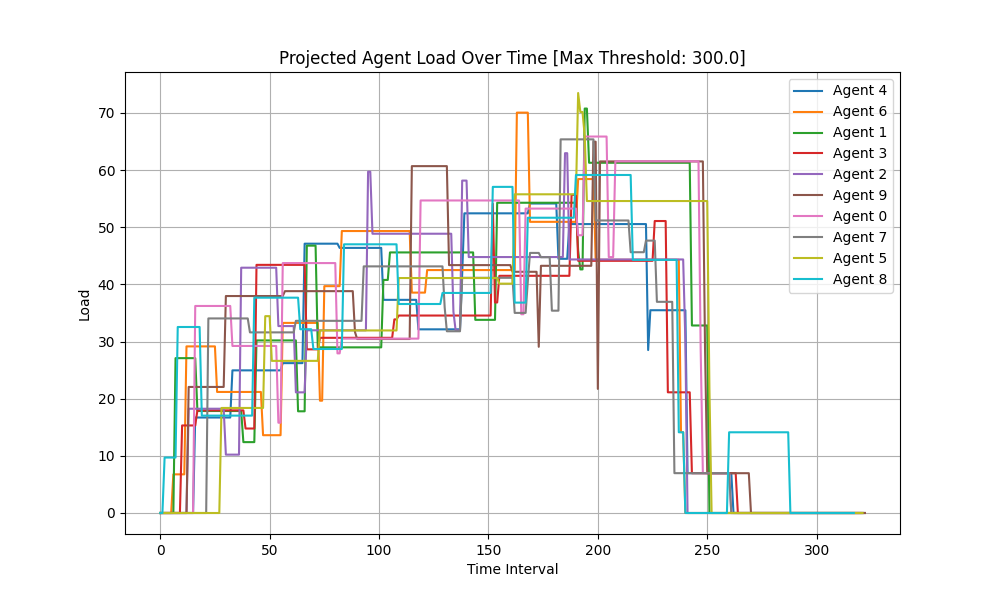 Projected Agent Load Over Time [Max Threshold: 300.0]
Load
70
60
50
40
30
20
10
0
0 50 100 150 200 250 300
Time Interval
Agent 4
Agent 6
Agent 1
Agent 3
Agent 2
Agent 9
Agent 0
Agent 7
Agent 5
Agent 8